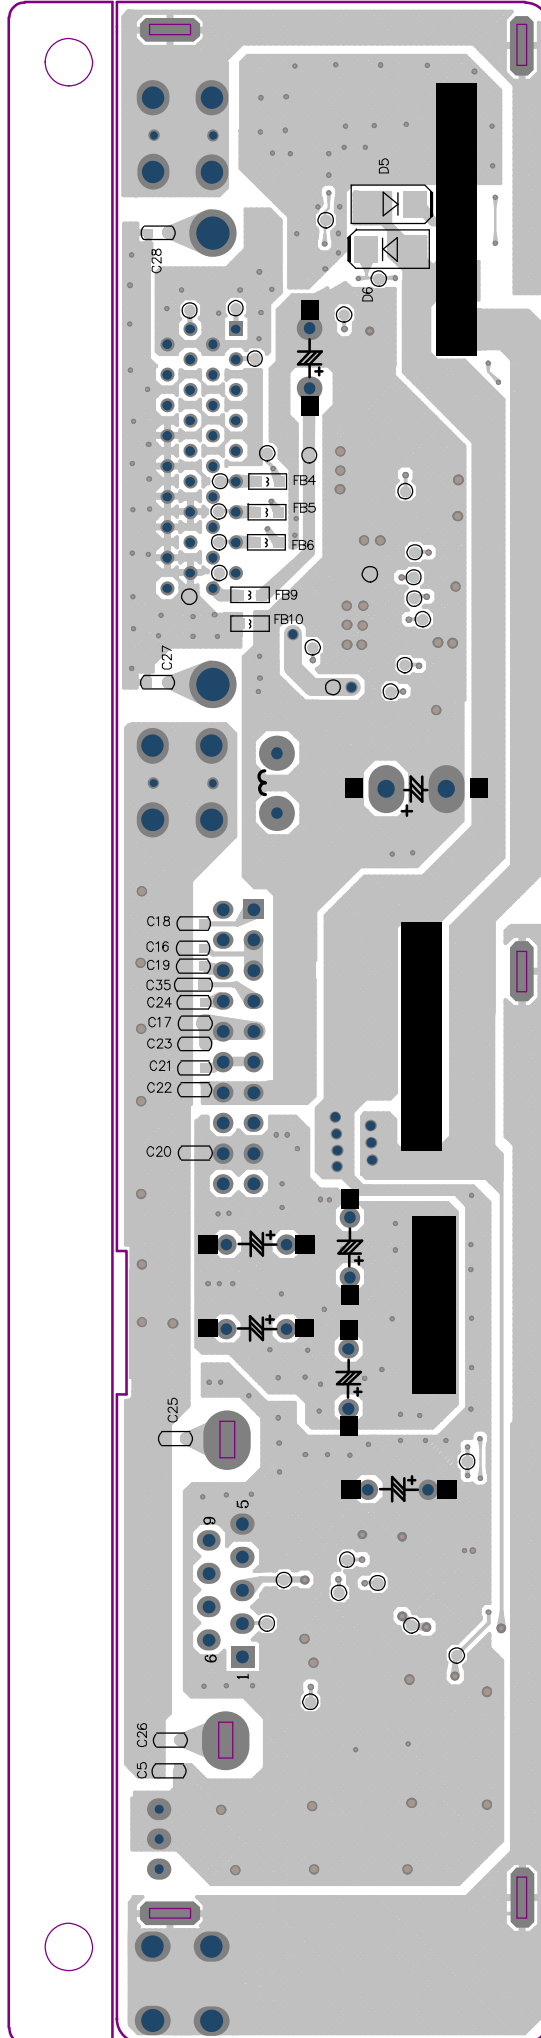 D5
C28
D6
+
FB4
FB5
FB6
FB9
FB10
C27
+
C18
C16
C19
C35
C24
C17
C23
C21
C22
C20
+
+
+
+
C25
+
5
9
6
1
C26
C5